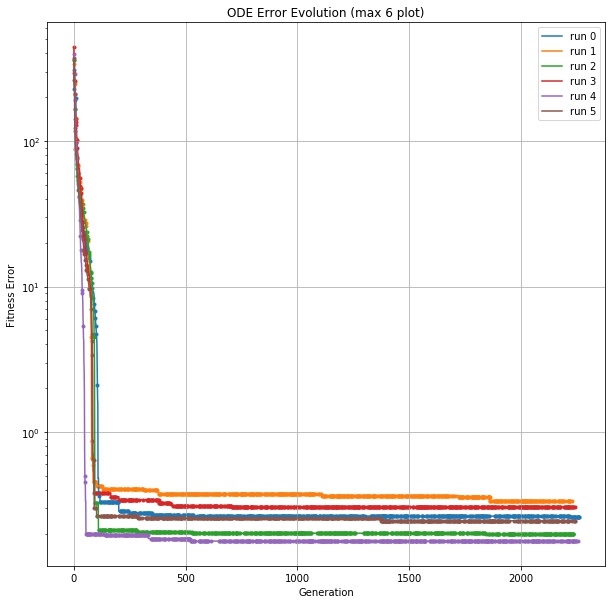 ODE Error Evolution (max 6 plot)
run 0
run 1
run 2
run 3
run 4
run 5
Fitness Error
10²
10¹
10⁰
0 500 1000 1500 2000
Generation